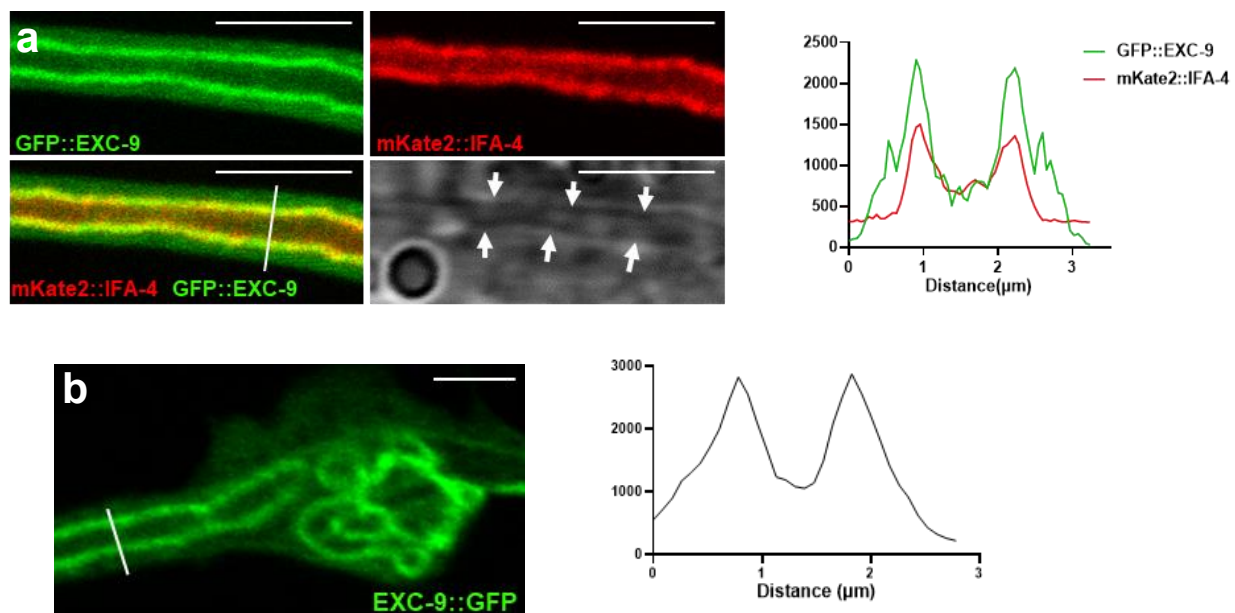 a
GFP::EXC-9
mKate2::IFA-4
mKate2::IFA-4 GFP::EXC-9
2500
2000
1500
1000
500
0
0 1 2 3
Distance(μm)
GFP::EXC-9
mKate2::IFA-4
b
EXC-9::GFP
3000
2000
1000
0
0 1 2 3
Distance (μm)